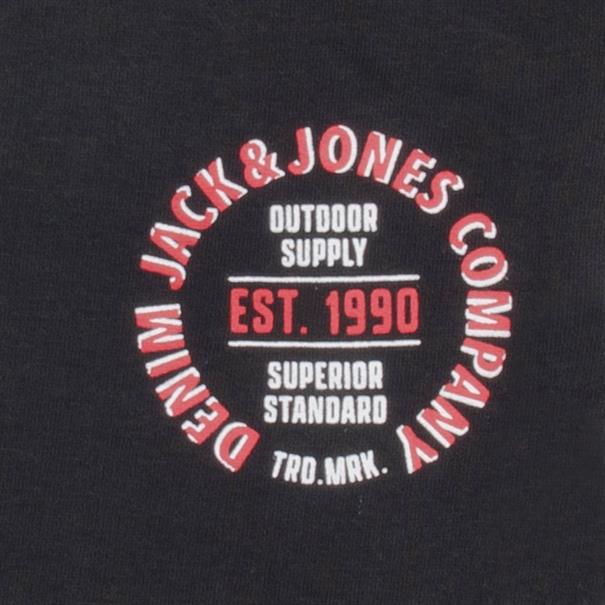 DENIM JACK&JONES COMPANY
OUTDOOR
SUPPLY
EST. 1990
SUPERIOR
STANDARD
TRD.MRK.